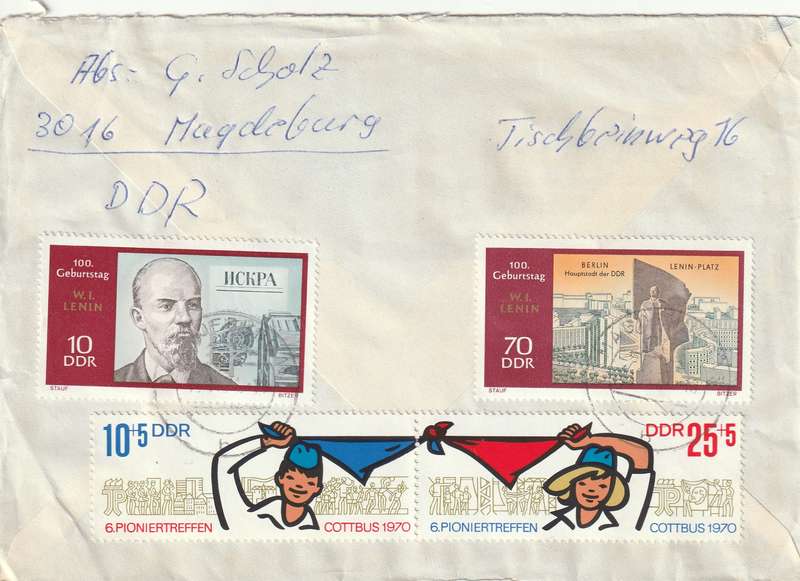 Abs.: G. Scholz
3016 Magdeburg
Tischbeinweg 16
DDR
100.
Geburtstag
W. I.
LENIN
10
DDR
ИСКРА
STAUF
BITZER
100.
Geburtstag
W. I.
LENIN
70
DDR
BERLIN
Hauptstadt der DDR
LENIN-PLATZ
STAUF
BITZER
10+5 DDR
6.PIONIERTREFFEN
COTTBUS 1970
DDR 25+5
6.PIONIERTREFFEN
COTTBUS 1970